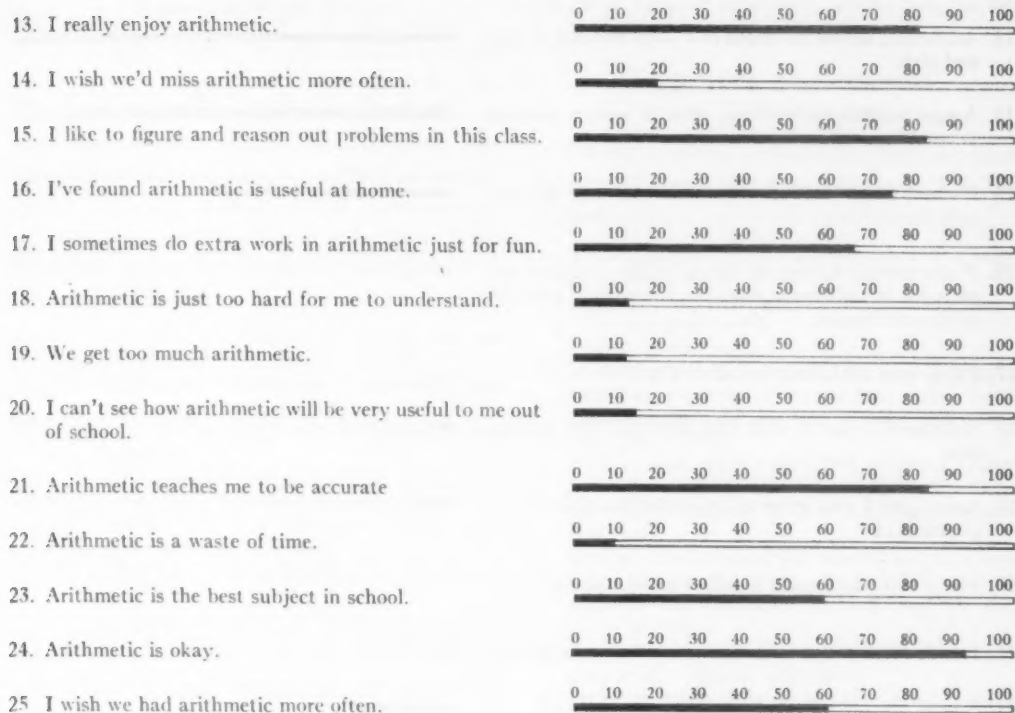 0 10 20 30 40 50 60 70 80 90 100
13. I really enjoy arithmetic.
0 10 20 30 40 50 60 70 80 90 100
14. I wish we'd miss arithmetic more often.
0 10 20 30 40 50 60 70 80 90 100
15. I like to figure and reason out problems in this class.
0 10 20 30 40 50 60 70 80 90 100
16. I've found arithmetic is useful at home.
0 10 20 30 40 50 60 70 80 90 100
17. I sometimes do extra work in arithmetic just for fun.
0 10 20 30 40 50 60 70 80 90 100
18. Arithmetic is just too hard for me to understand.
0 10 20 30 40 50 60 70 80 90 100
19. We get too much arithmetic.
0 10 20 30 40 50 60 70 80 90 100
20. I can't see how arithmetic will be very useful to me out
of school.
0 10 20 30 40 50 60 70 80 90 100
21. Arithmetic teaches me to be accurate
0 10 20 30 40 50 60 70 80 90 100
22. Arithmetic is a waste of time.
0 10 20 30 40 50 60 70 80 90 100
23. Arithmetic is the best subject in school.
0 10 20 30 40 50 60 70 80 90 100
24. Arithmetic is okay.
0 10 20 30 40 50 60 70 80 90 100
25 I wish we had arithmetic more often.